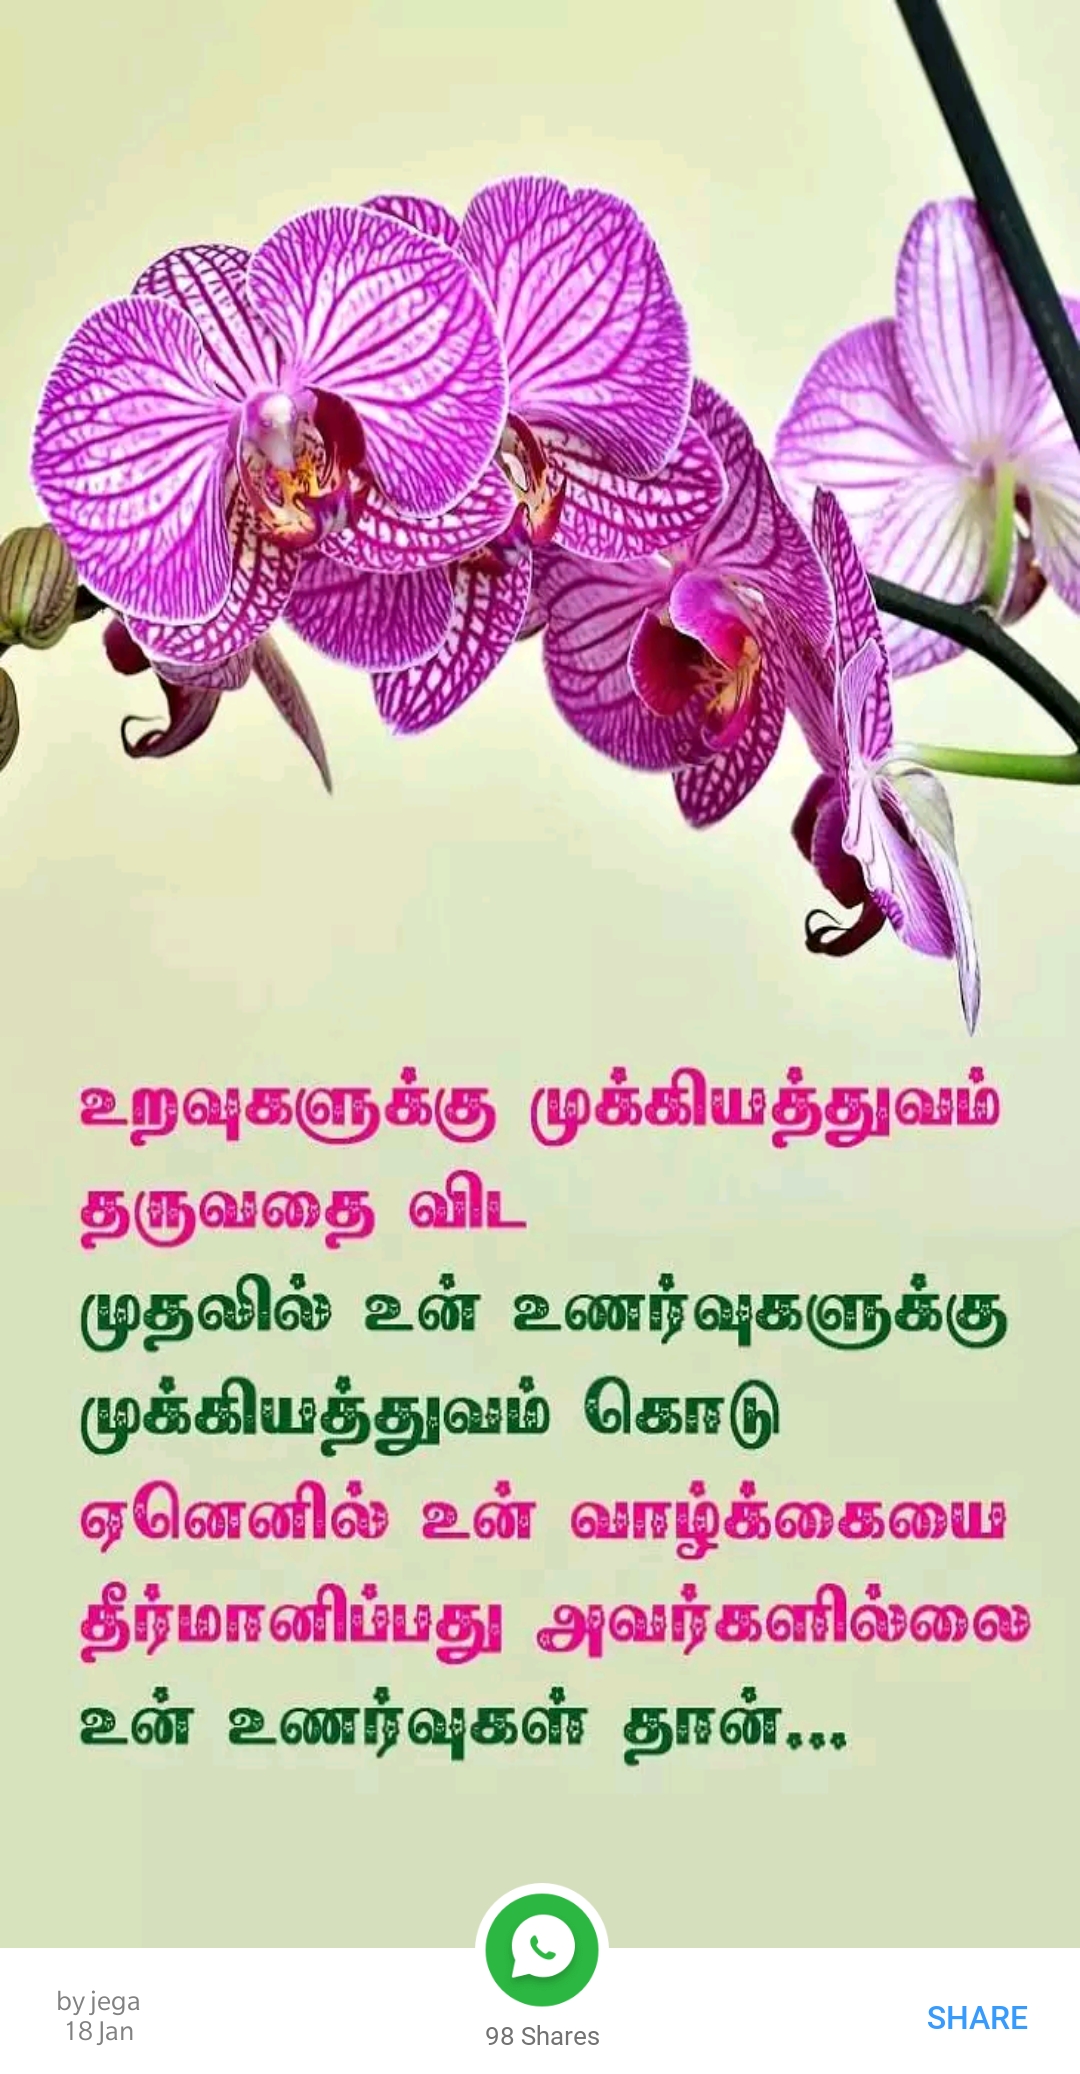 உறவுகளுக்கு முக்கியத்துவம்
தருவதை விட
முதலில் உன் உணர்வுகளுக்கு
முக்கியத்துவம் கொடு
ஏனெனில் உன் வாழ்க்கையை
தீர்மானிப்பது அவர்களில்லை
உன் உணர்வுகள் தான்...
by jega
18 Jan
98 Shares
SHARE